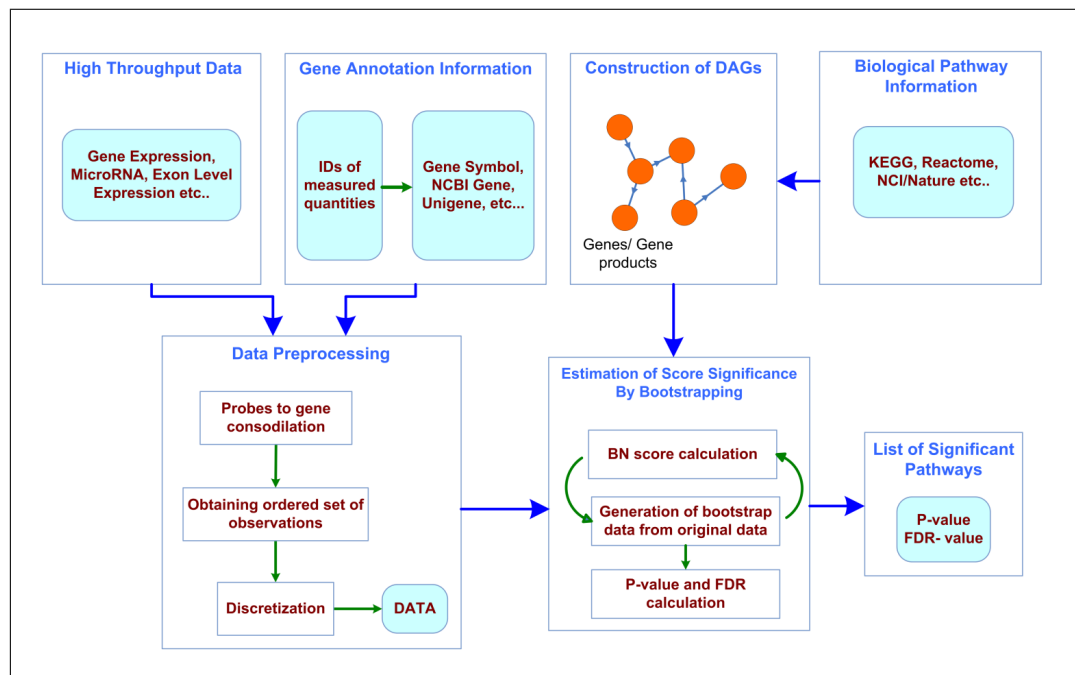 High Throughput Data
Gene Expression,
MicroRNA, Exon Level
Expression etc..
Gene Annotation Information
IDs of
measured
quantities
Gene Symbol,
NCBI Gene,
Unigene, etc...
Construction of DAGs
Genes/ Gene
products
Biological Pathway
Information
KEGG, Reactome,
NCI/Nature etc..
Data Preprocessing
Probes to gene
consodilation
Obtaining ordered set of
observations
Discretization
DATA
Estimation of Score Significance
By Bootstrapping
BN score calculation
Generation of bootstrap
data from original data
P-value and FDR
calculation
List of Significant
Pathways
P-value
FDR- value